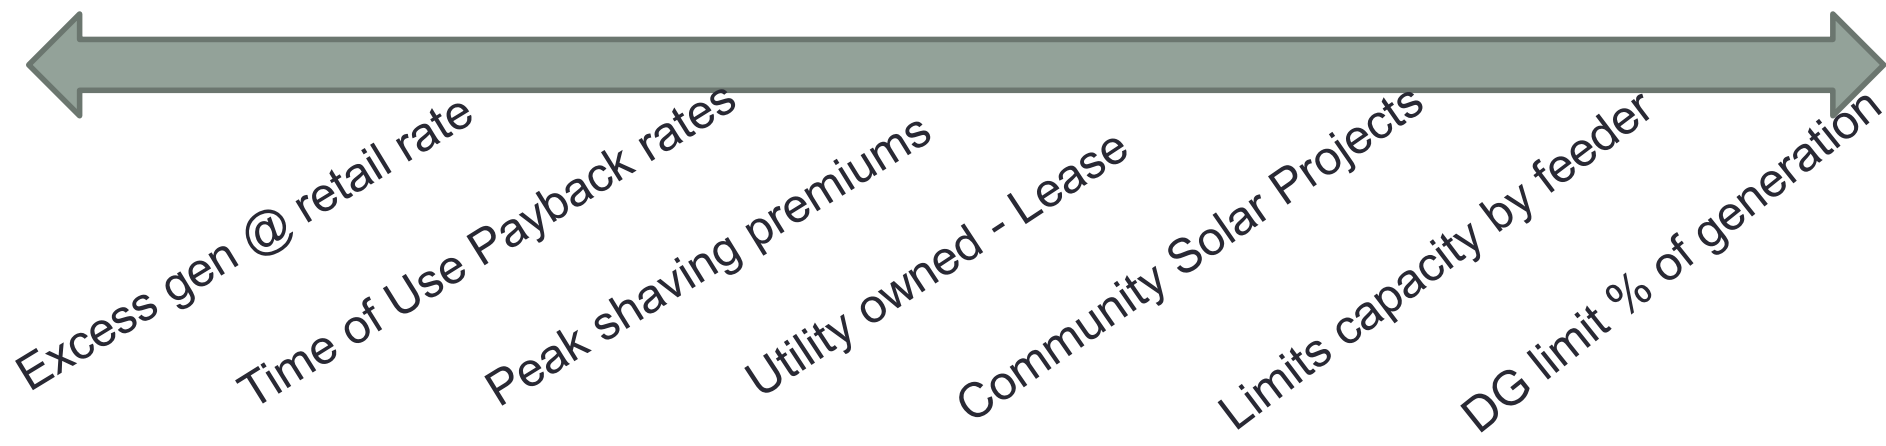 Excess gen @ retail rate
Time of Use Payback rates
Peak shaving premiums
Utility owned - Lease
Community Solar Projects
Limits capacity by feeder
DG limit % of generation